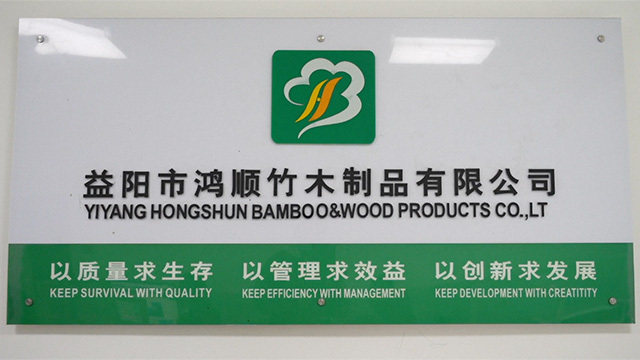 益阳市鸿顺竹木制品有限公司
YIYANG HONGSHUN BAMBOO&WOOD PRODUCTS CO.,LT
以质量求生存 以管理求效益 以创新求发展
KEEP SURVIVAL WITH QUALITY KEEP EFFICIENCY WITH MANAGEMENT KEEP DEVELOPMENT WITH CREATITITY